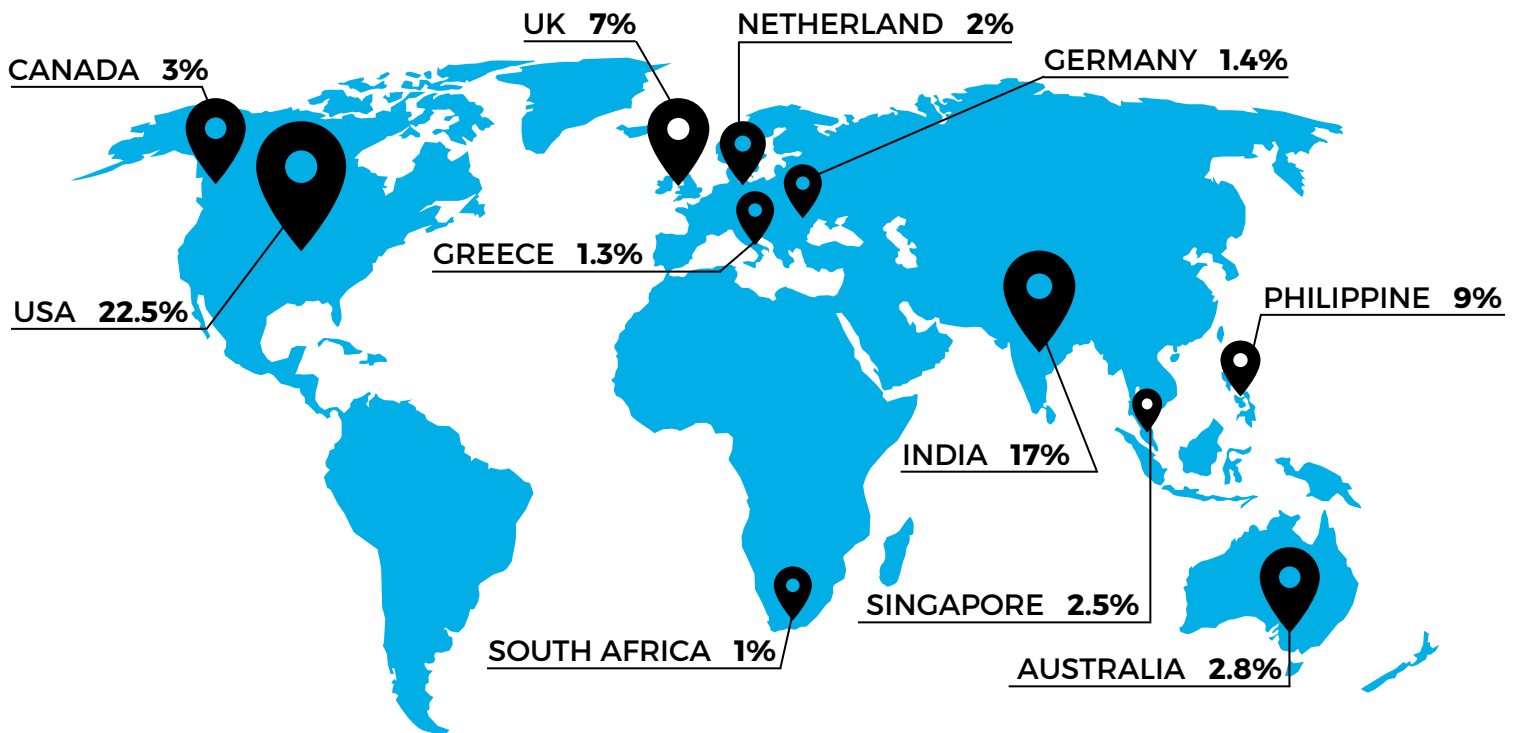 UK 7%
NETHERLAND 2%
GERMANY 1.4%
CANADA 3%
GREECE 1.3%
USA 22.5%
PHILIPPINE 9%
INDIA 17%
SINGAPORE 2.5%
SOUTH AFRICA 1%
AUSTRALIA 2.8%